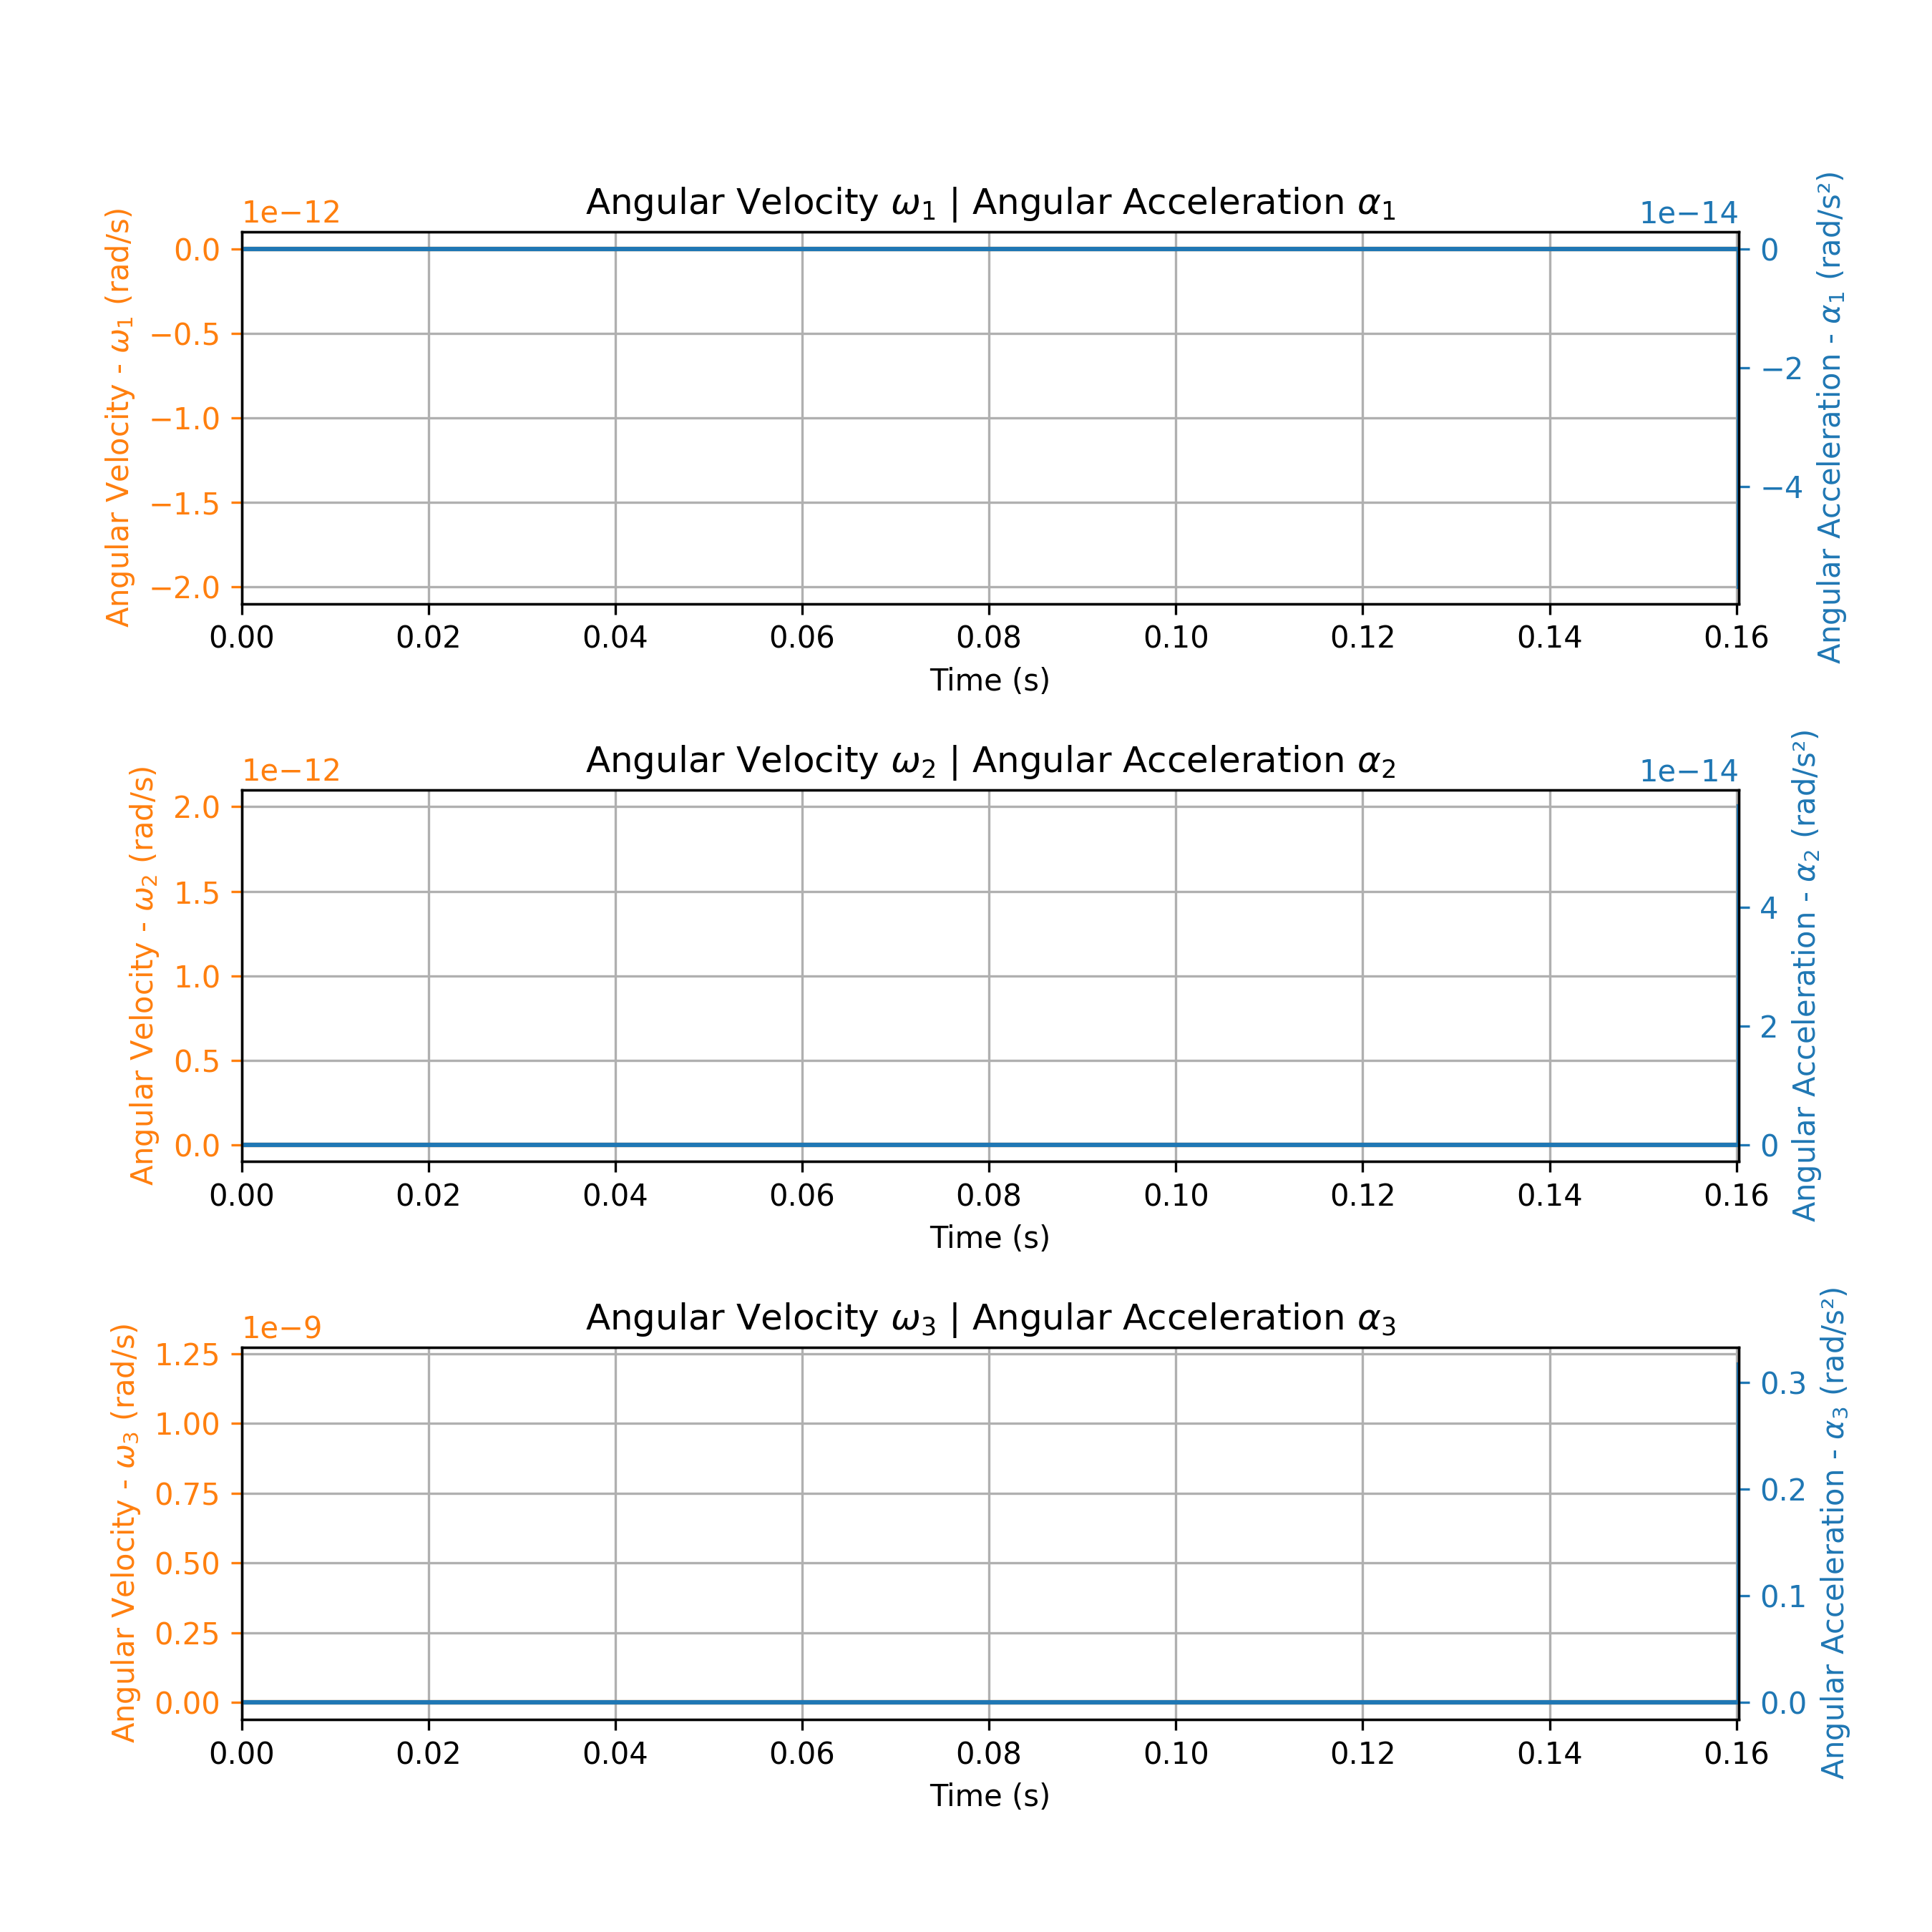 Angular Velocity ω₁ | Angular Acceleration α₁
1e−12
1e−14
Angular Velocity - ω₁ (rad/s)
0.0
−0.5
−1.0
−1.5
−2.0
0
−2
−4
Angular Acceleration - α₁ (rad/s²)
0.00 0.02 0.04 0.06 0.08 0.10 0.12 0.14 0.16
Time (s)
Angular Velocity ω₂ | Angular Acceleration α₂
1e−12
1e−14
Angular Velocity - ω₂ (rad/s)
2.0
1.5
1.0
0.5
0.0
4
2
0
Angular Acceleration - α₂ (rad/s²)
0.00 0.02 0.04 0.06 0.08 0.10 0.12 0.14 0.16
Time (s)
Angular Velocity ω₃ | Angular Acceleration α₃
1e−9
Angular Velocity - ω₃ (rad/s)
1.25
1.00
0.75
0.50
0.25
0.00
0.3
0.2
0.1
0.0
Angular Acceleration - α₃ (rad/s²)
0.00 0.02 0.04 0.06 0.08 0.10 0.12 0.14 0.16
Time (s)